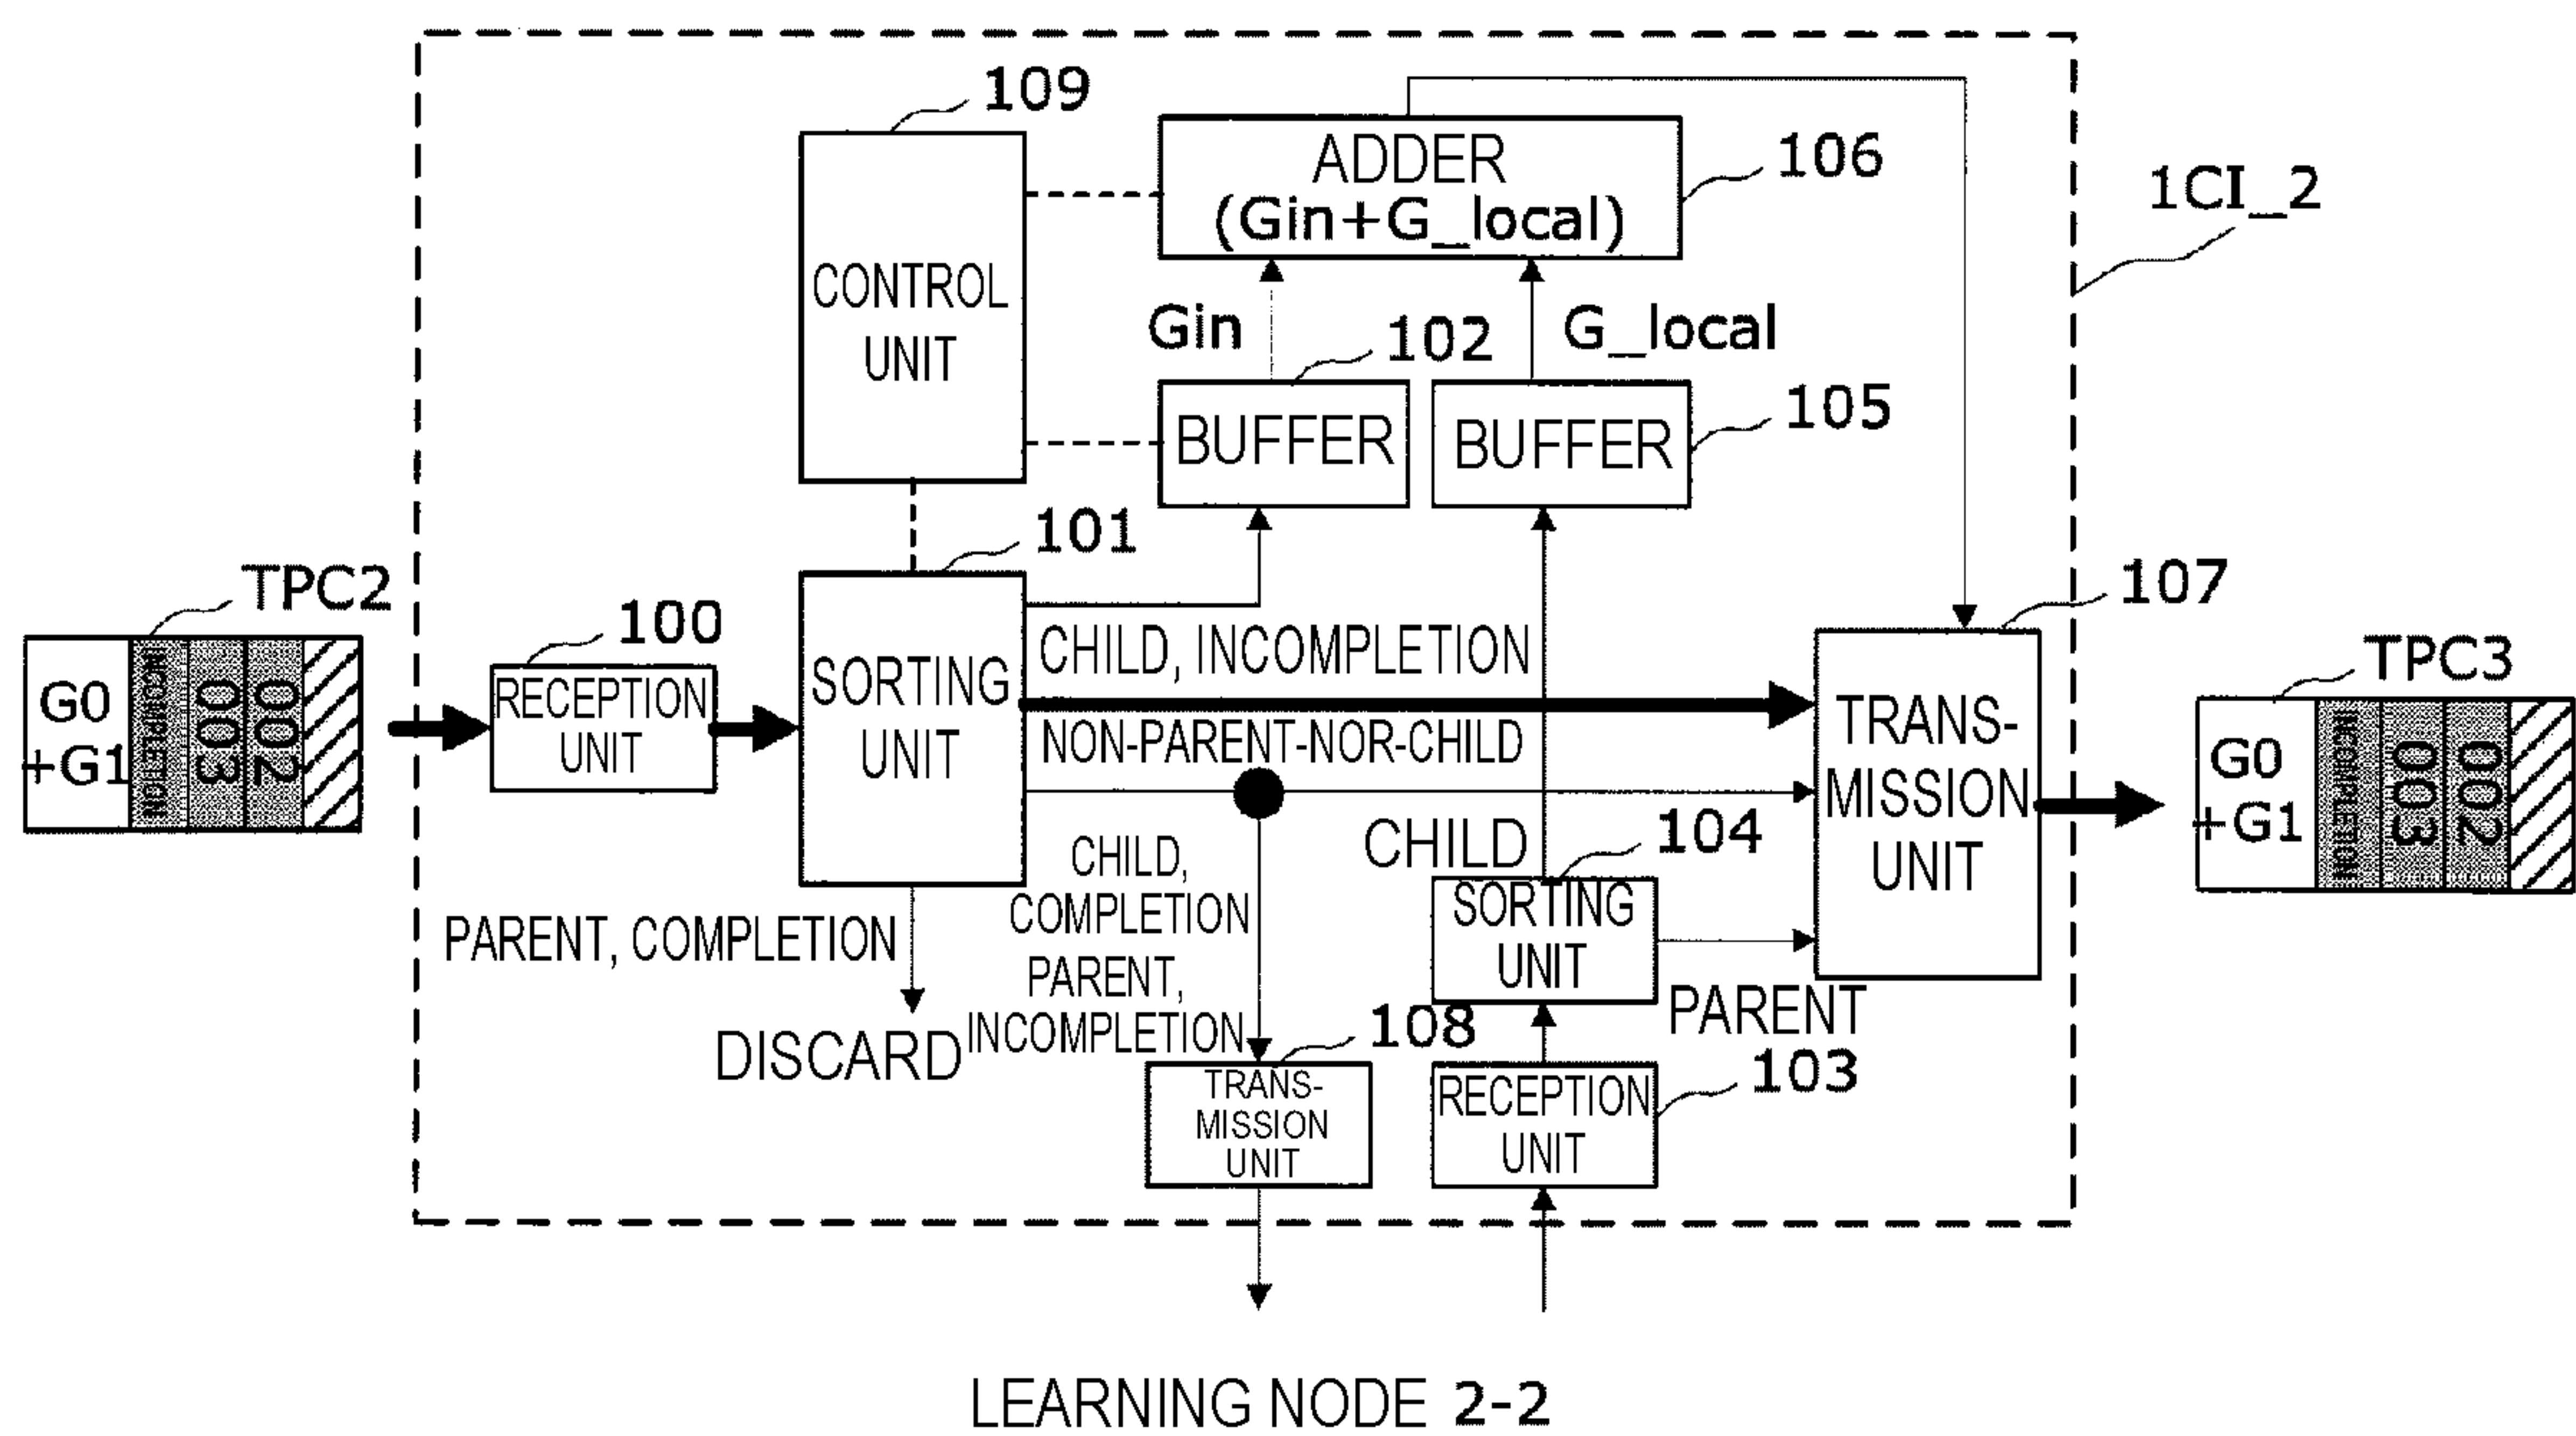 109
ADDER
(Gin+G_local)
106
1CI_2
CONTROL
UNIT
Gin
102
G_local
BUFFER
BUFFER
105
101
TPC2
G0
+G1
INCOMPLETION
003
002
100
RECEPTION
UNIT
SORTING
UNIT
CHILD, INCOMPLETION
NON-PARENT-NOR-CHILD
107
TRANS-
MISSION
UNIT
TPC3
G0
+G1
INCOMPLETION
003
002
CHILD,
COMPLETION
PARENT,
INCOMPLETION
CHILD
104
SORTING
UNIT
PARENT
PARENT, COMPLETION
DISCARD
108
TRANS-
MISSION
UNIT
RECEPTION
UNIT
103
LEARNING NODE 2-2